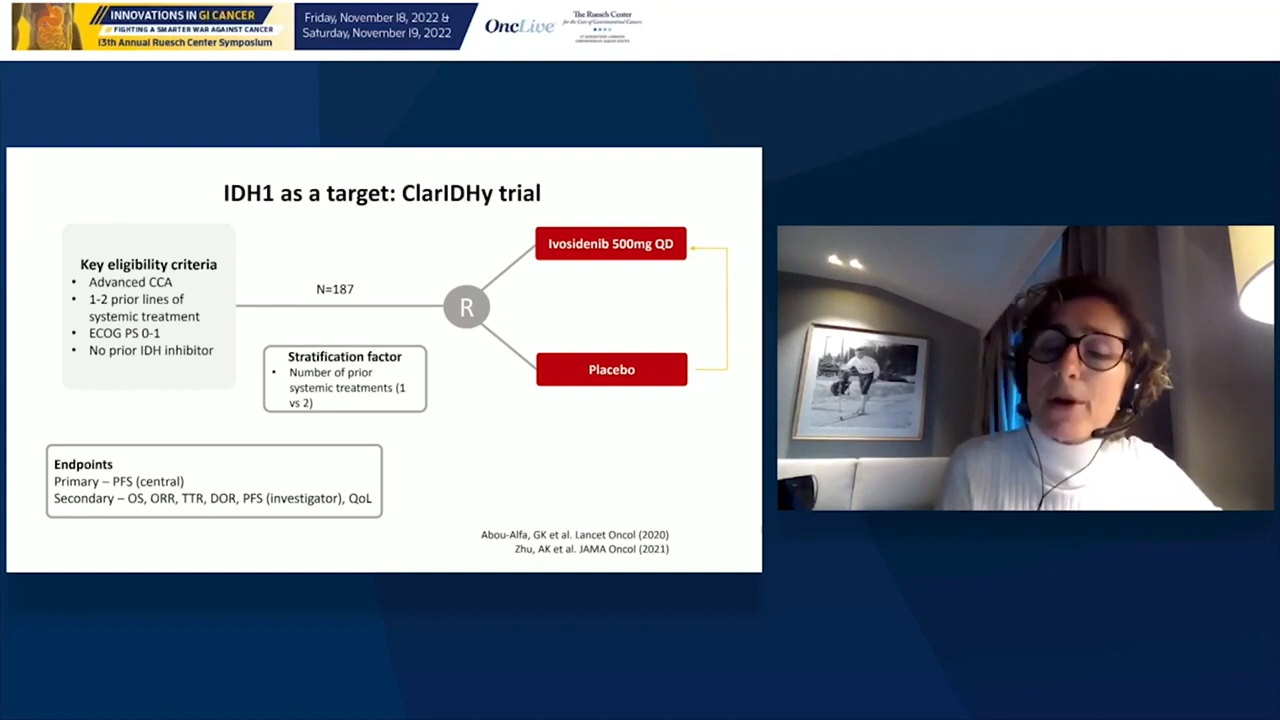 INNOVATIONS IN GI CANCER
FIGHTING A SMARTER WAR AGAINST CANCER
13th Annual Ruesch Center Symposium
Friday, November 18, 2022 &
Saturday, November 19, 2022
OncLive
The Ruesch Center
for the Cure of Gastrointestinal Cancers
IDH1 as a target: ClarIDHy trial
Key eligibility criteria
• Advanced CCA
• 1-2 prior lines of
systemic treatment
• ECOG PS 0-1
• No prior IDH inhibitor
N=187
Stratification factor
• Number of prior
systemic treatments (1
vs 2)
R
Ivosidenib 500mg QD
Placebo
Endpoints
Primary – PFS (central)
Secondary – OS, ORR, TTR, DOR, PFS (investigator), QoL
Abou-Alfa, GK et al. Lancet Oncol (2020)
Zhu, AK et al. JAMA Oncol (2021)